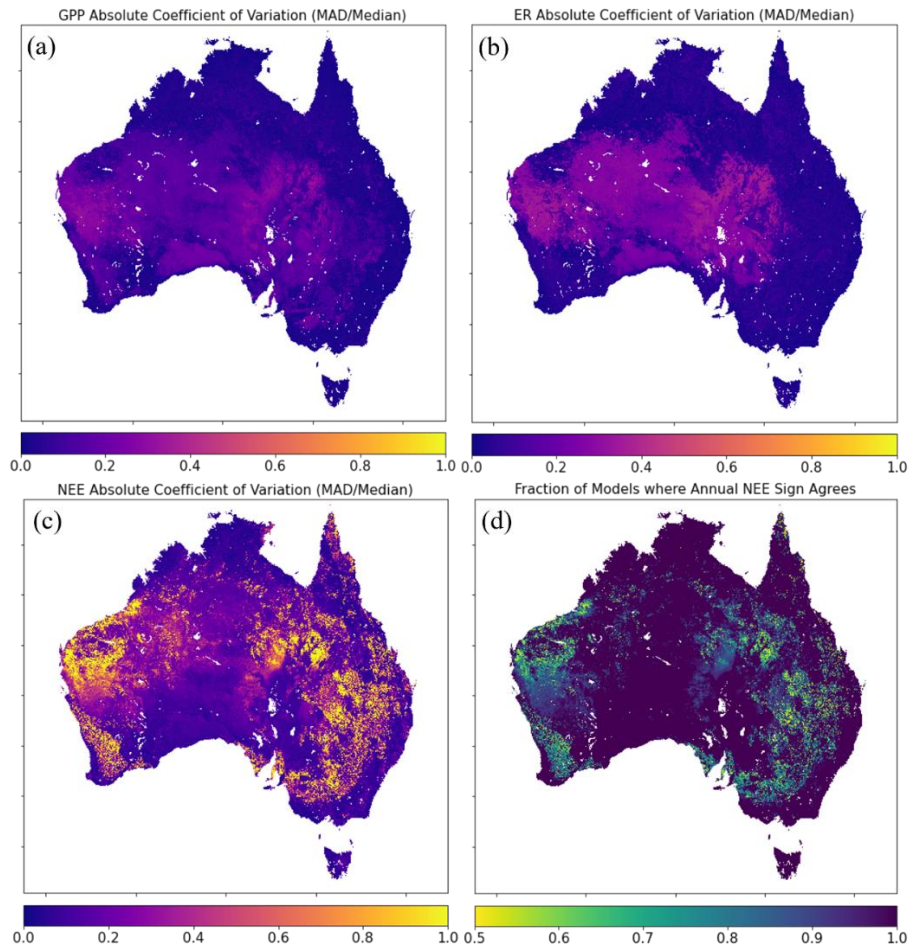 GPP Absolute Coefficient of Variation (MAD/Median)
(a)
0.0 0.2 0.4 0.6 0.8 1.0
ER Absolute Coefficient of Variation (MAD/Median)
(b)
0.0 0.2 0.4 0.6 0.8 1.0
NEE Absolute Coefficient of Variation (MAD/Median)
(c)
0.0 0.2 0.4 0.6 0.8 1.0
Fraction of Models where Annual NEE Sign Agrees
(d)
0.5 0.6 0.7 0.8 0.9 1.0